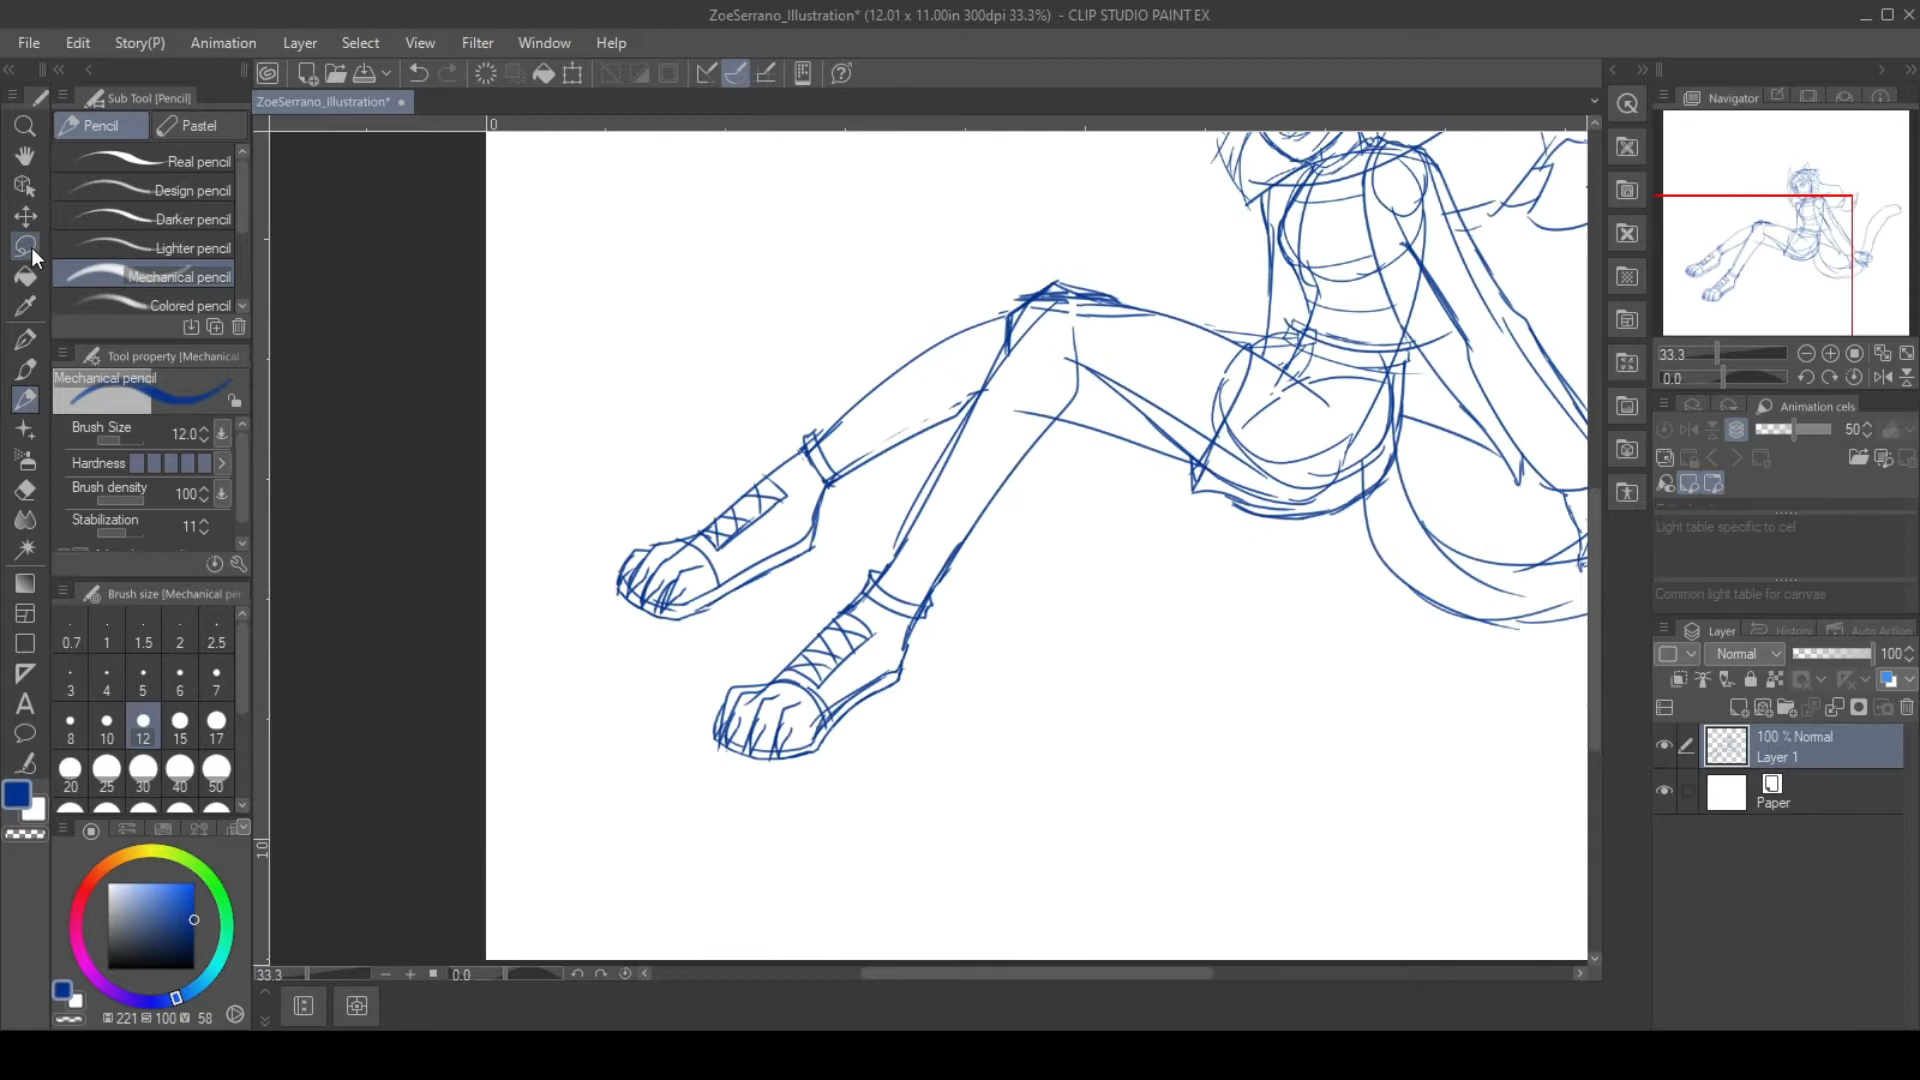 ZoeSerrano_Illustration* (12.01 x 11.00in 300dpi 33.3%) - CLIP STUDIO PAINT EX
File Edit Story(P) Animation Layer Select View Filter Window Help
Sub Tool [Pencil]
ZoeSerrano_Illustration*
Navigator
Pencil Pastel
0
Real pencil
Design pencil
Darker pencil
Lighter pencil
Mechanical pencil
Colored pencil
Tool property [Mechanical
Mechanical pencil
Brush Size 12.0
Hardness
Brush density 100
Stabilization 11
Brush size [Mechanical pe
0.7 1 1.5 2 2.5
3 4 5 6 7
8 10 12 15 17
20 25 30 40 50
221 S 100 V 58
10
33.3 0.0
33.3
0.0
Animation cels
50
Light table specific to cel
Common light table for canvas
Layer History Auto Action
Normal 100
100 % Normal
Layer 1
Paper